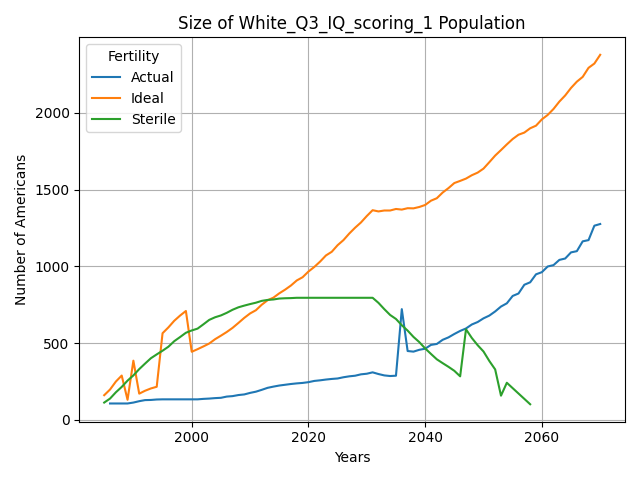 Size of White_Q3_IQ_scoring_1 Population
Fertility
Actual
Ideal
Sterile
Number of Americans
2000
1500
1000
500
0
2000
2020
2040
2060
Years